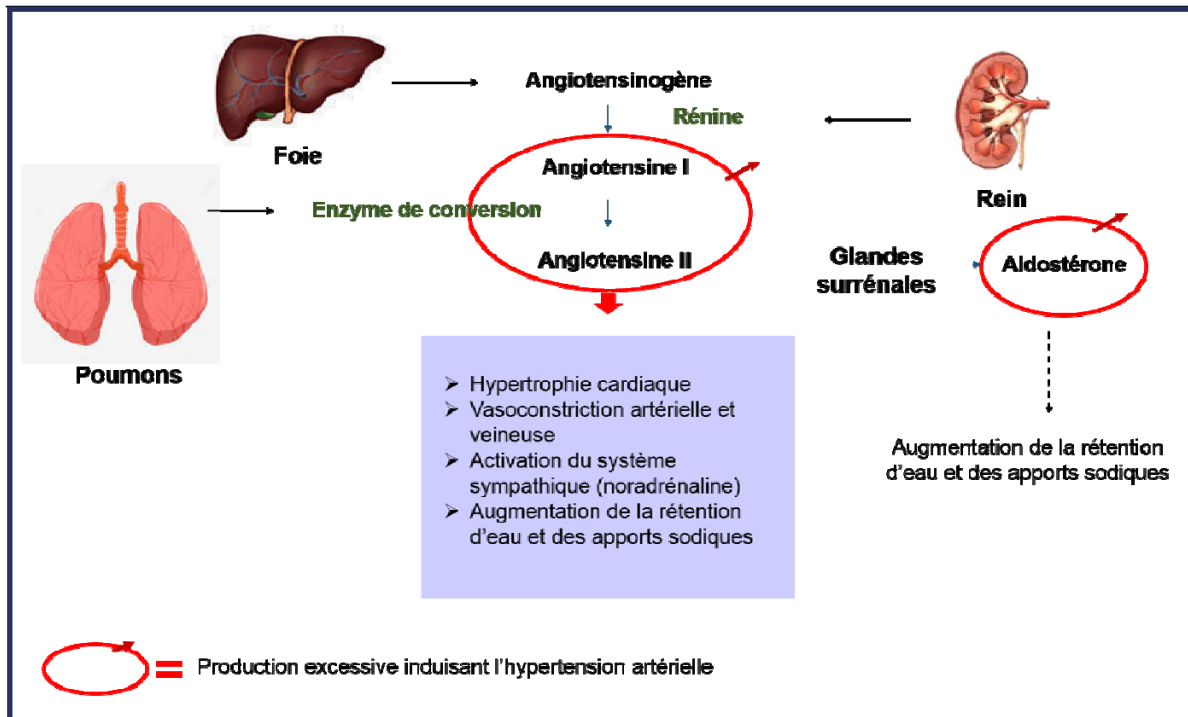 Angiotensinogène
Rénine
Foie
Angiotensine I
Rein
Enzyme de conversion
Angiotensine II
Glandes
surrénales
Aldostérone
Poumons
➢ Hypertrophie cardiaque
➢ Vasoconstriction artérielle et
veineuse
➢ Activation du système
sympathique (noradrénaline)
➢ Augmentation de la rétention
d'eau et des apports sodiques
Augmentation de la rétention
d'eau et des apports sodiques
= Production excessive induisant l'hypertension artérielle